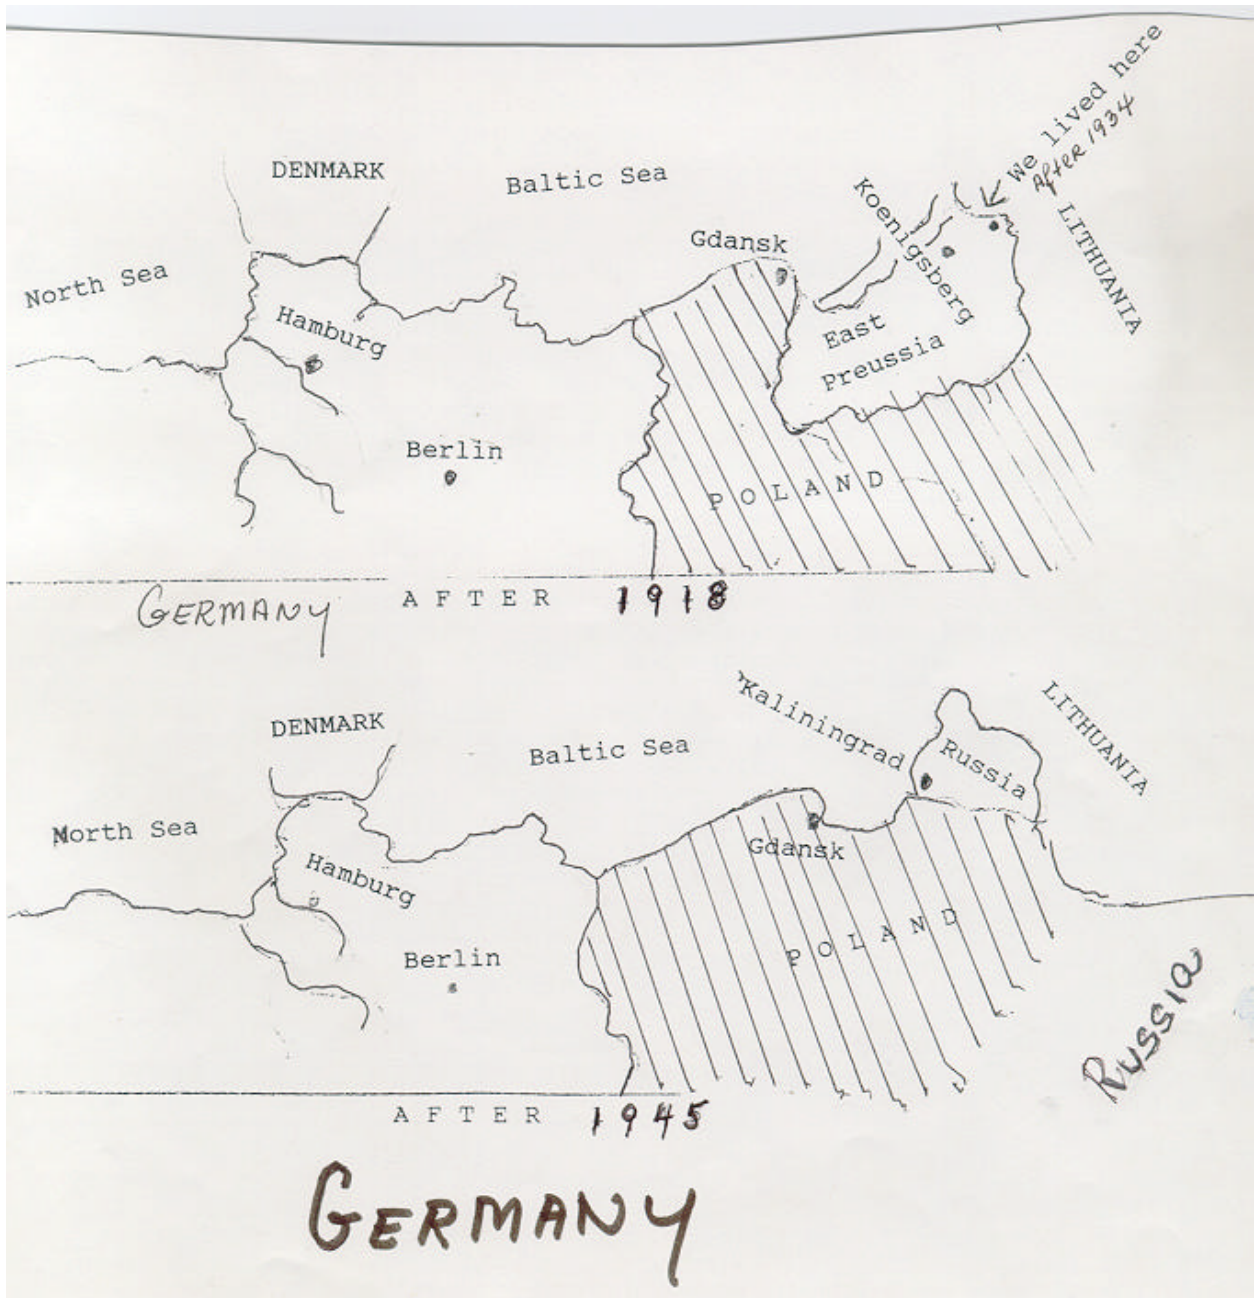 We lived here
After 1934
DENMARK
Baltic Sea
Koenigsberg
LITHUANIA
Gdansk
North Sea
Hamburg
East
Preussia
Berlin
POLAND
GERMANY AFTER 1918
'Kaliningrad
LITHUANIA
DENMARK
Baltic Sea
Russia
North Sea
Gdansk
Hamburg
POLAND
Berlin
Russia
AFTER 1945
GERMANY